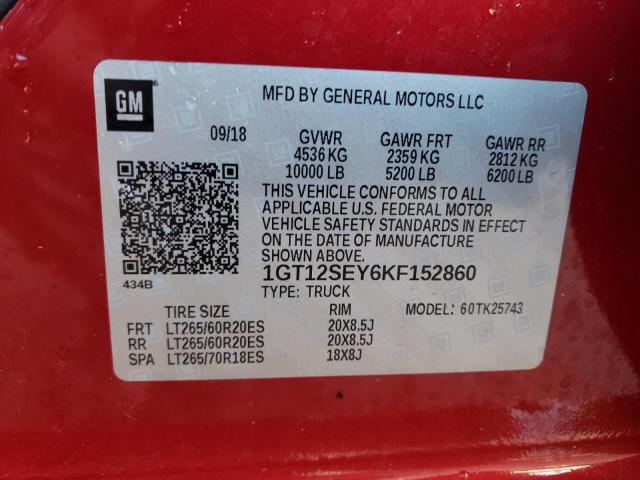 GM
MFD BY GENERAL MOTORS LLC
09/18 GVWR GAWR FRT GAWR RR
4536 KG 2359 KG 2812 KG
10000 LB 5200 LB 6200 LB
THIS VEHICLE CONFORMS TO ALL
APPLICABLE U.S. FEDERAL MOTOR
VEHICLE SAFETY STANDARDS IN EFFECT
ON THE DATE OF MANUFACTURE
SHOWN ABOVE.
434B
1GT12SEY6KF152860
TYPE: TRUCK MODEL: 60TK25743
TIRE SIZE RIM
FRT LT265/60R20ES 20X8.5J
RR LT265/60R20ES 20X8.5J
SPA LT265/70R18ES 18X8J